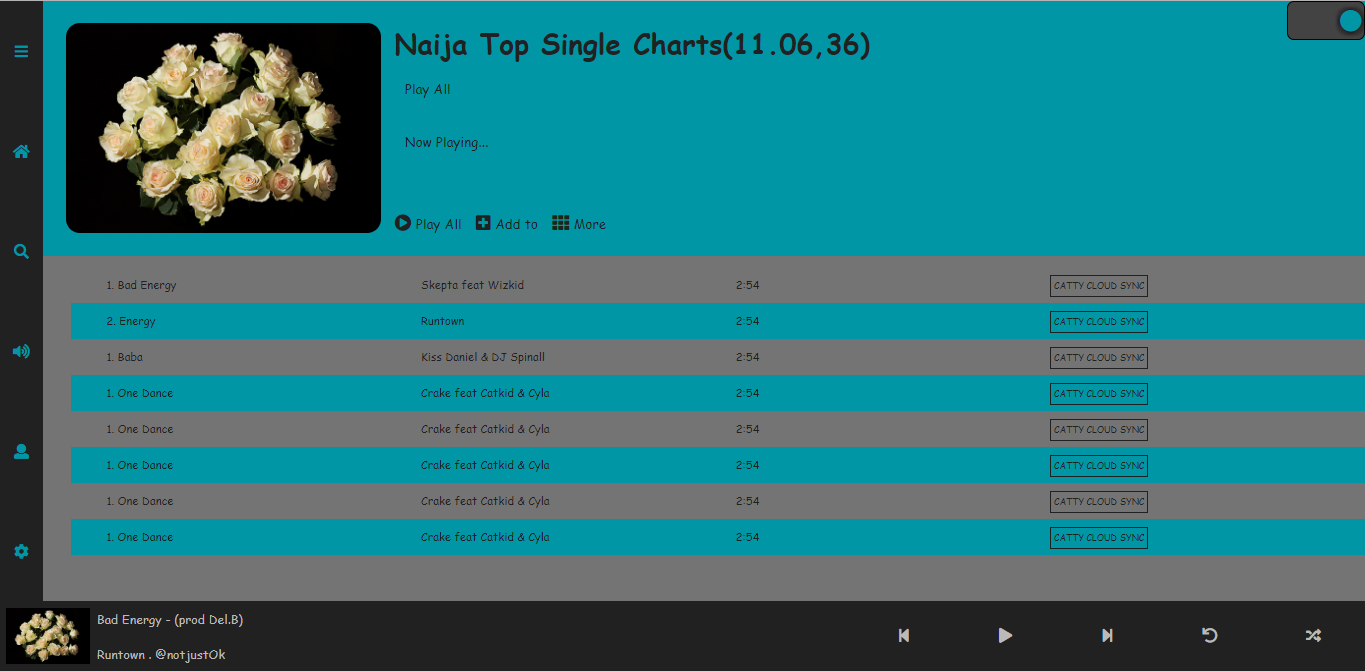 Naija Top Single Charts(11.06,36)
Play All
Now Playing...
Play All Add to More
1. Bad Energy Skepta feat Wizkid 2:54 CATTY CLOUD SYNC
2. Energy Runtown 2:54 CATTY CLOUD SYNC
1. Baba Kiss Daniel & DJ Spinall 2:54 CATTY CLOUD SYNC
1. One Dance Crake feat Catkid & Cyla 2:54 CATTY CLOUD SYNC
1. One Dance Crake feat Catkid & Cyla 2:54 CATTY CLOUD SYNC
1. One Dance Crake feat Catkid & Cyla 2:54 CATTY CLOUD SYNC
1. One Dance Crake feat Catkid & Cyla 2:54 CATTY CLOUD SYNC
1. One Dance Crake feat Catkid & Cyla 2:54 CATTY CLOUD SYNC
Bad Energy - (prod Del.B)
Runtown . @notjustOk